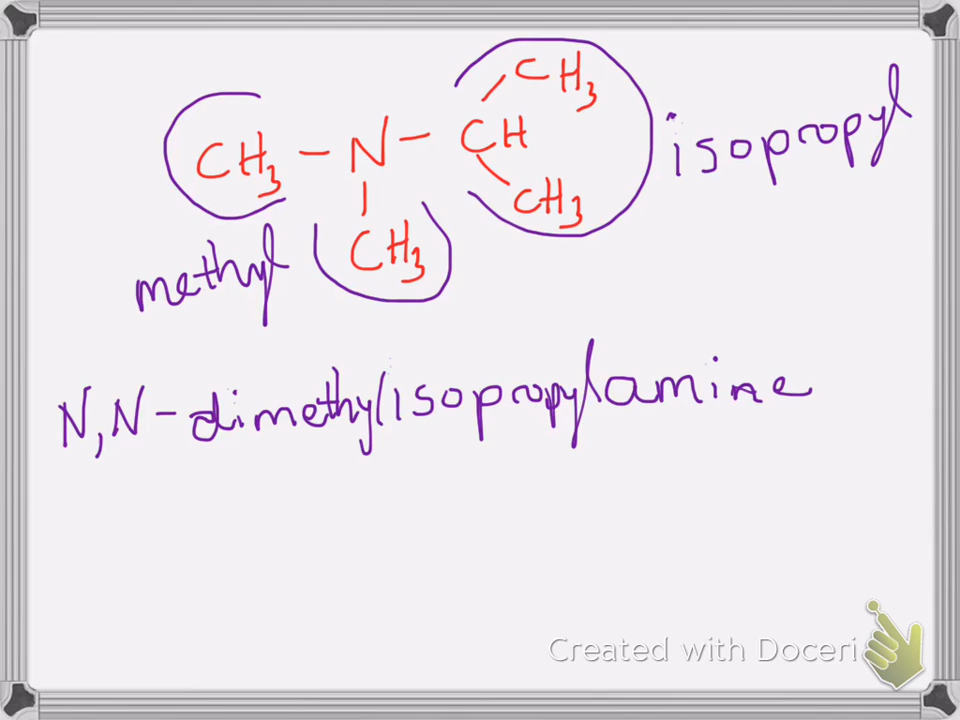 CH3
CH3 - N - CH
isopropyl
CH3
CH3
methyl
N,N-dimethylisopropylamine
Created with Doceri